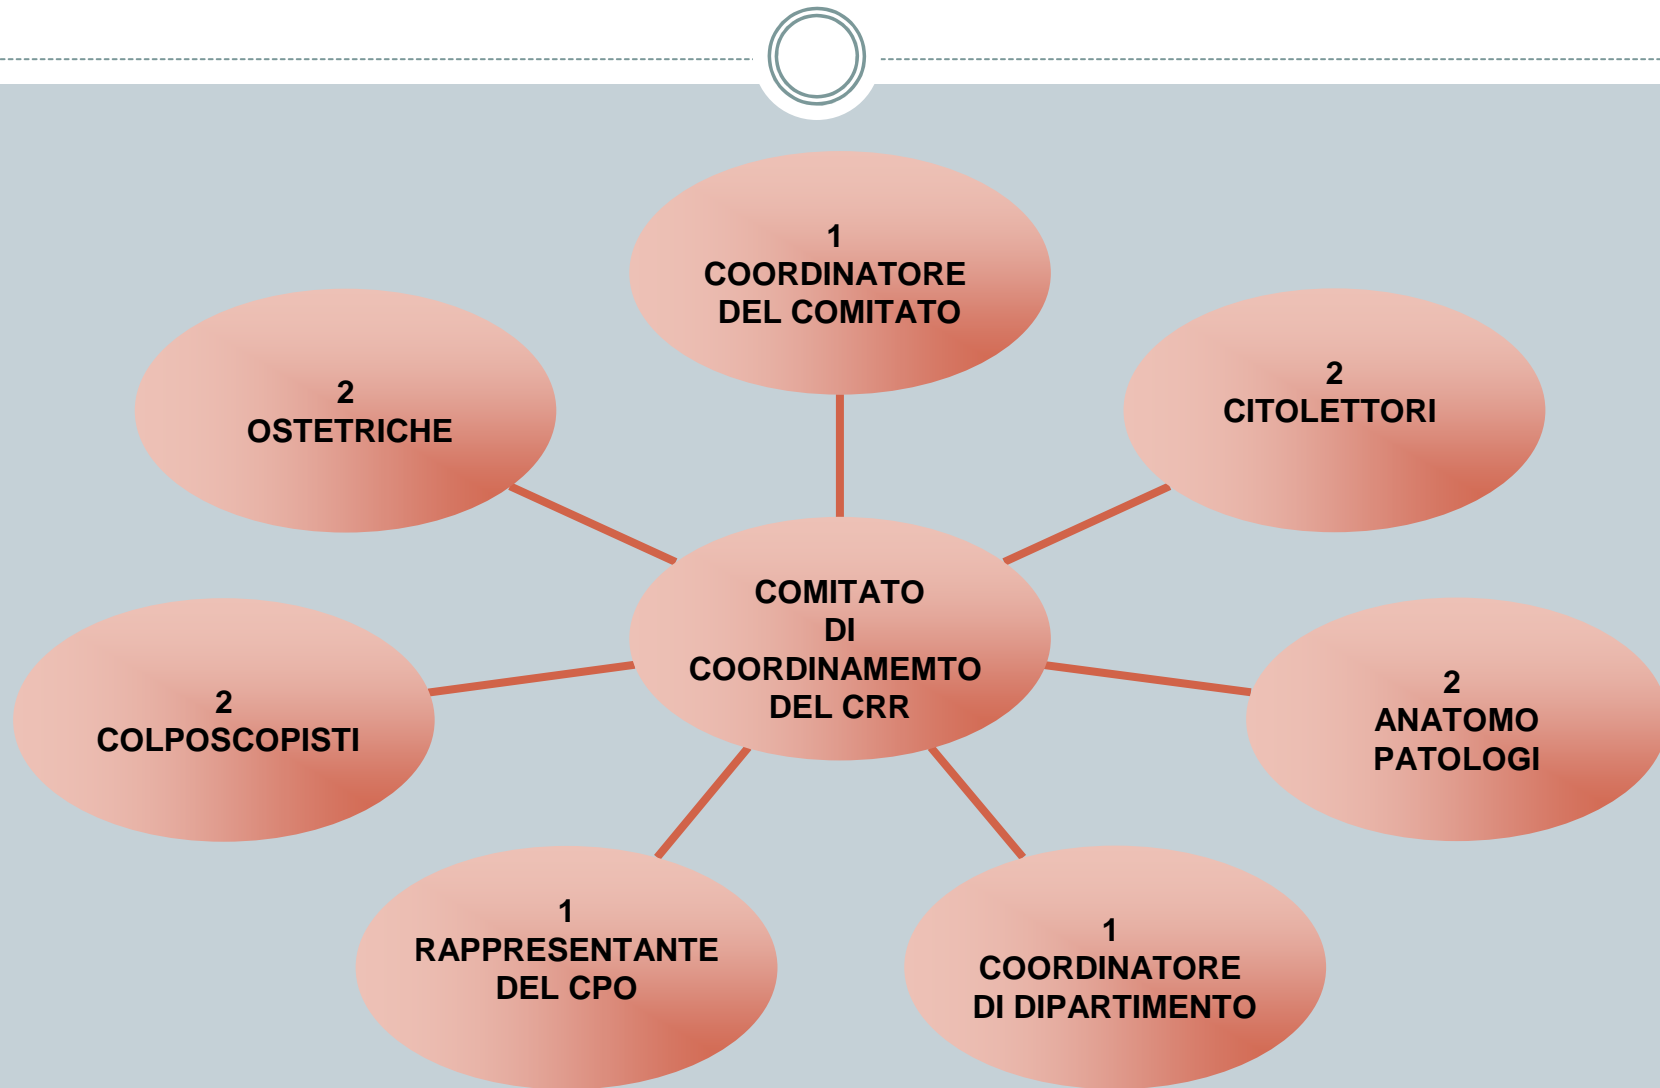 1
COORDINATORE
DEL COMITATO
2
OSTETRICHE
2
CITOLETTORI
COMITATO
DI
COORDINAMEMTO
DEL CRR
2
COLPOSCOPISTI
2
ANATOMO
PATOLOGI
1
RAPPRESENTANTE
DEL CPO
1
COORDINATORE
DI DIPARTIMENTO